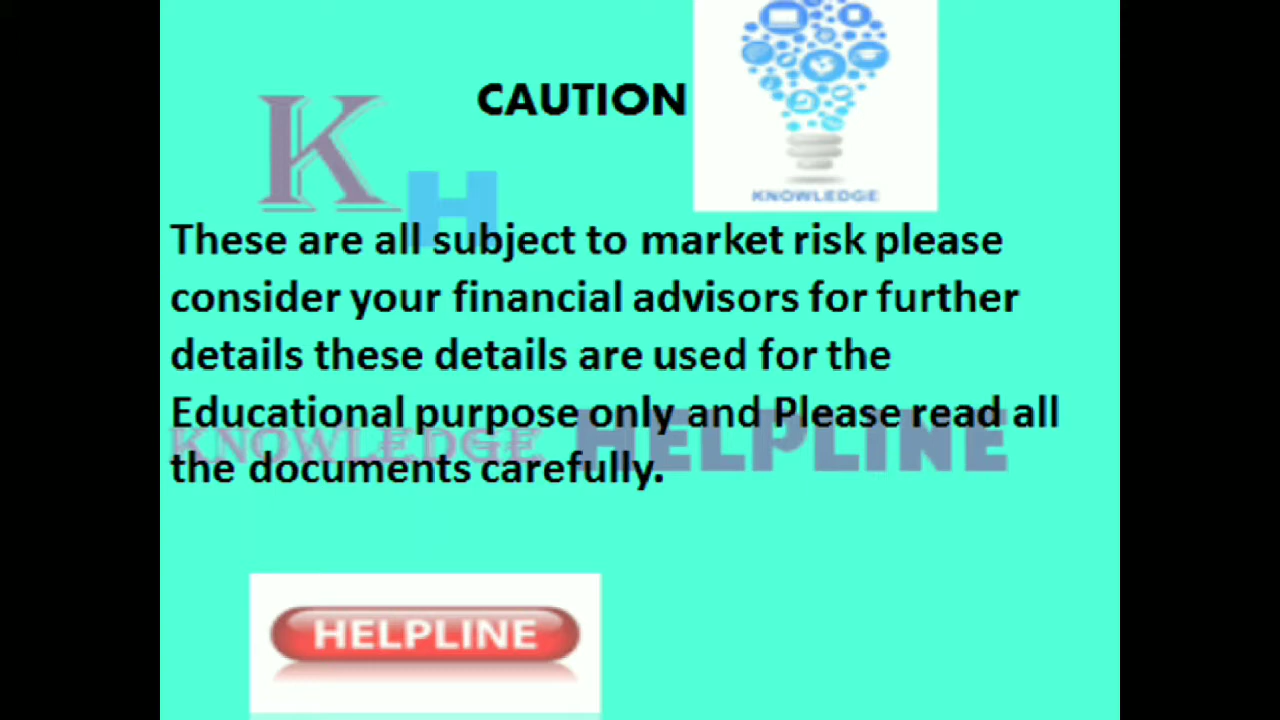 CAUTION
KNOWLEDGE
K
H
These are all subject to market risk please
consider your financial advisors for further
details these details are used for the
Educational purpose only and Please read all
KNOWLEDGE HELPLINE
the documents carefully.
HELPLINE